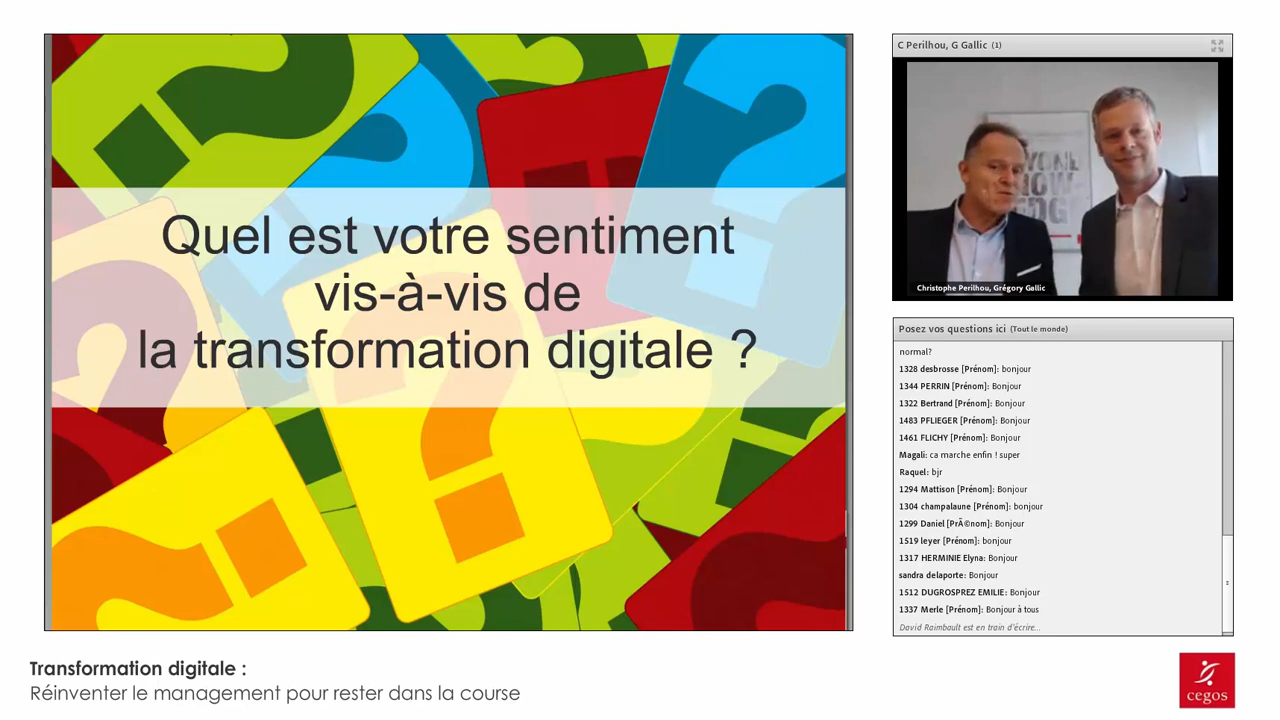 Quel est votre sentiment
vis-à-vis de
la transformation digitale ?
C Perilhou, G Gallic (1)
Christophe Perilhou, Grégory Gallic
Posez vos questions ici (Tout le monde)
normal?
1328 desbrosse [Prénom]: bonjour
1344 PERRIN [Prénom]: Bonjour
1322 Bertrand [Prénom]: Bonjour
1483 PFLIEGER [Prénom]: Bonjour
1461 FLICHY [Prénom]: Bonjour
Magali: ca marche enfin ! super
Raquel: bjr
1294 Mattison [Prénom]: Bonjour
1304 champalaune [Prénom]: bonjour
1299 Daniel [PrÃ©nom]: Bonjour
1519 leyer [Prénom]: bonjour
1317 HERMINIE Elyna: Bonjour
sandra delaporte: Bonjour
1512 DUGROSPREZ EMILIE: Bonjour
1337 Merle [Prénom]: Bonjour à tous
David Raimbault est en train d'écrire...
Transformation digitale :
Réinventer le management pour rester dans la course
cegos